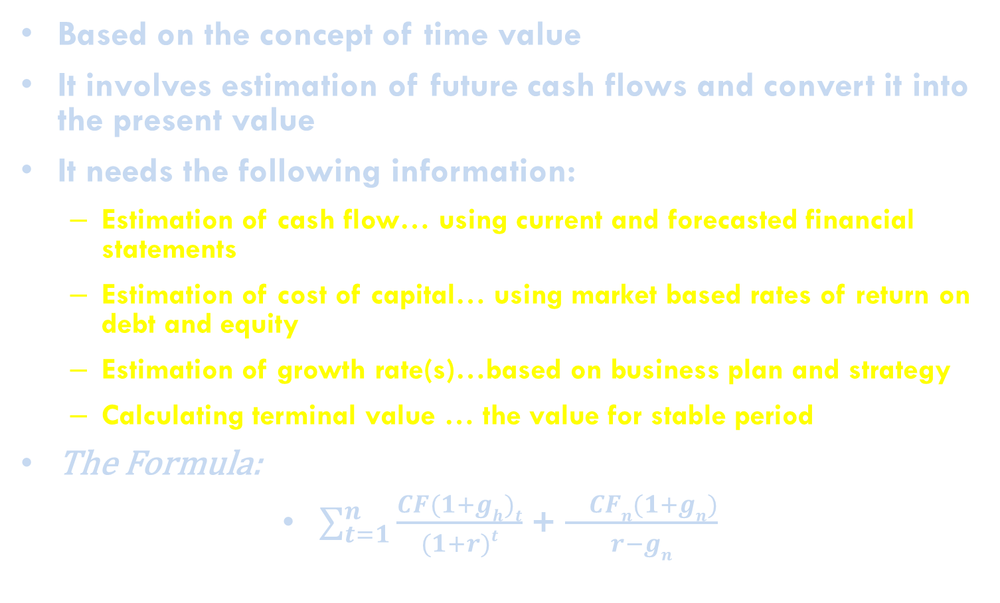 • Based on the concept of time value
• It involves estimation of future cash flows and convert it into
the present value
• It needs the following information:
– Estimation of cash flow… using current and forecasted financial
statements
– Estimation of cost of capital… using market based rates of return on
debt and equity
– Estimation of growth rate(s)…based on business plan and strategy
– Calculating terminal value … the value for stable period
• The Formula:
• ∑ₜ₌₁ⁿ CF(1+g_h)_t / (1+r)^t + CF_n(1+g_n) / r−g_n